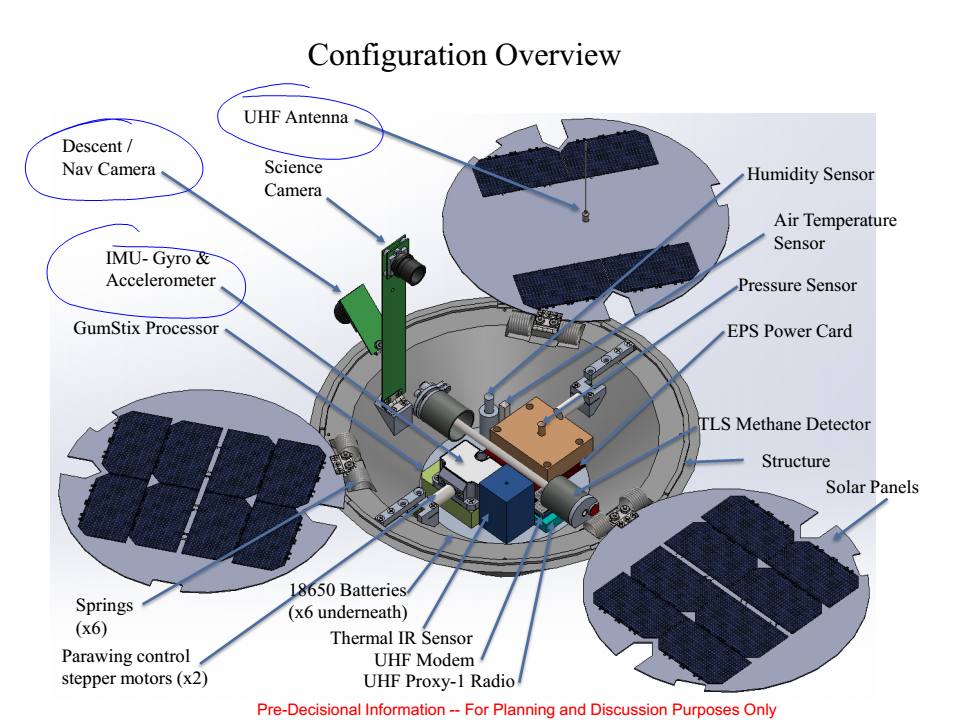 Configuration Overview
UHF Antenna
Descent /
Nav Camera
Science
Camera
Humidity Sensor
Air Temperature
Sensor
IMU- Gyro &
Accelerometer
Pressure Sensor
GumStix Processor
EPS Power Card
TLS Methane Detector
Structure
Solar Panels
18650 Batteries
(x6 underneath)
Springs
(x6)
Thermal IR Sensor
Parawing control
stepper motors (x2)
UHF Modem
UHF Proxy-1 Radio
Pre-Decisional Information -- For Planning and Discussion Purposes Only